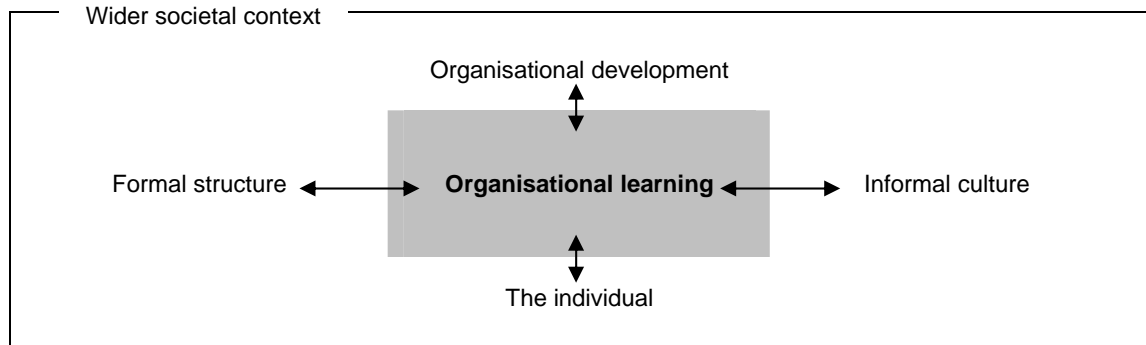 Wider societal context
Organisational development
Formal structure
Organisational learning
Informal culture
The individual